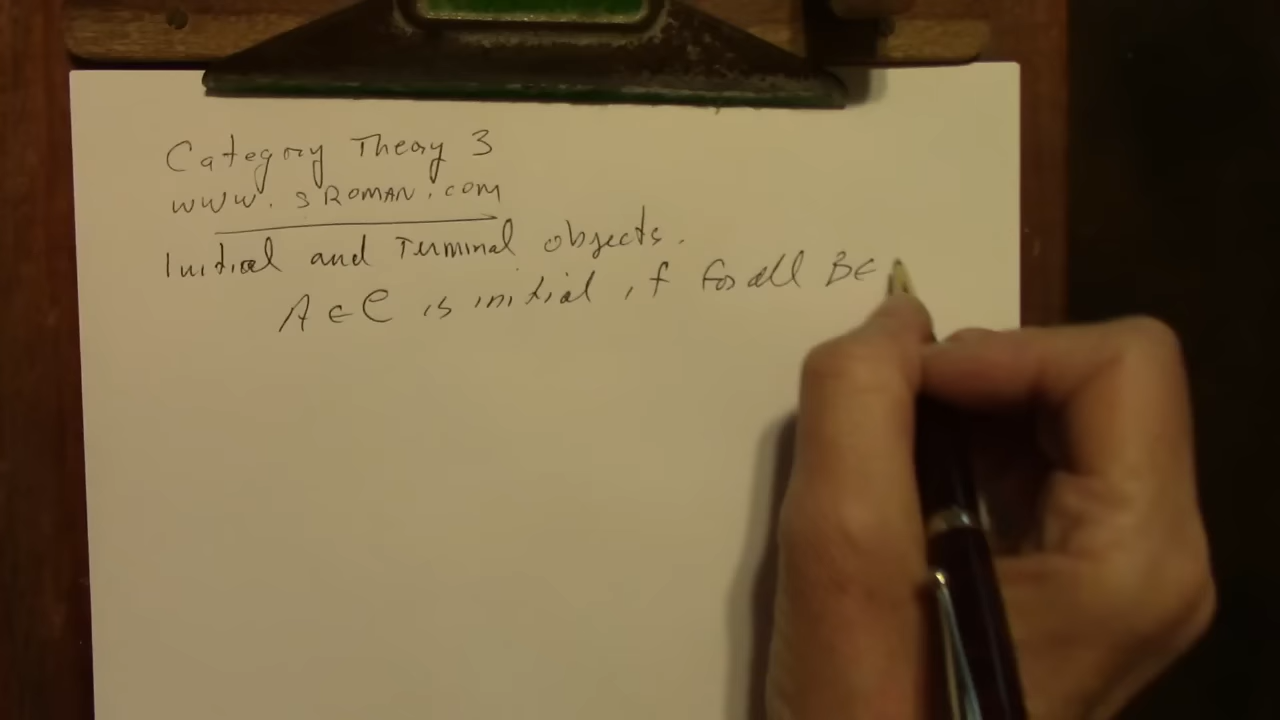 Category Theory 3
WWW.SROMAN.COM
Initial and Terminal objects.
A ∈ C is initial if for all B ∈